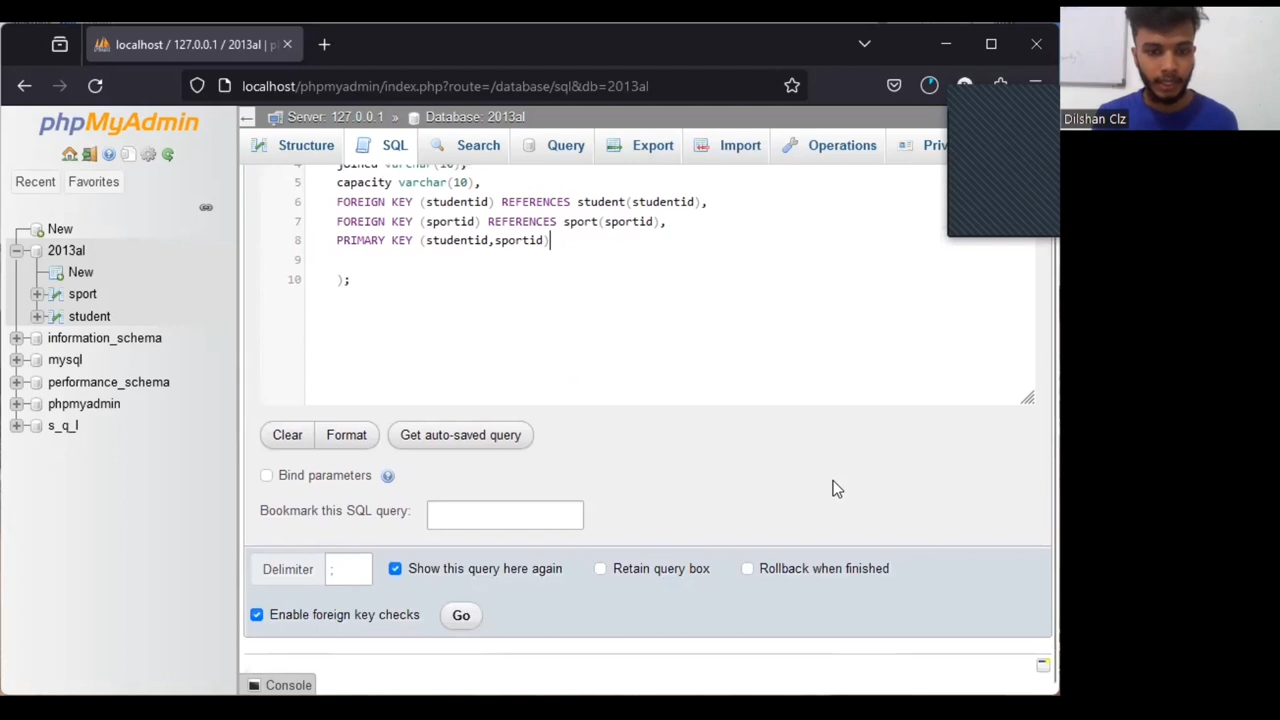 localhost / 127.0.0.1 / 2013al | p
localhost/phpmyadmin/index.php?route=/database/sql&db=2013al
phpMyAdmin
Server: 127.0.0.1 » Database: 2013al
Structure SQL Search Query Export Import Operations Priv
Recent Favorites
New
2013al
New
sport
student
information_schema
mysql
performance_schema
phpmyadmin
s_q_l
4 joined varchar(10),
5 capacity varchar(10),
6 FOREIGN KEY (studentid) REFERENCES student(studentid),
7 FOREIGN KEY (sportid) REFERENCES sport(sportid),
8 PRIMARY KEY (studentid,sportid)
9
10 );
Clear Format Get auto-saved query
Bind parameters
Bookmark this SQL query:
Delimiter ; Show this query here again Retain query box Rollback when finished
Enable foreign key checks Go
Console
Dilshan Clz